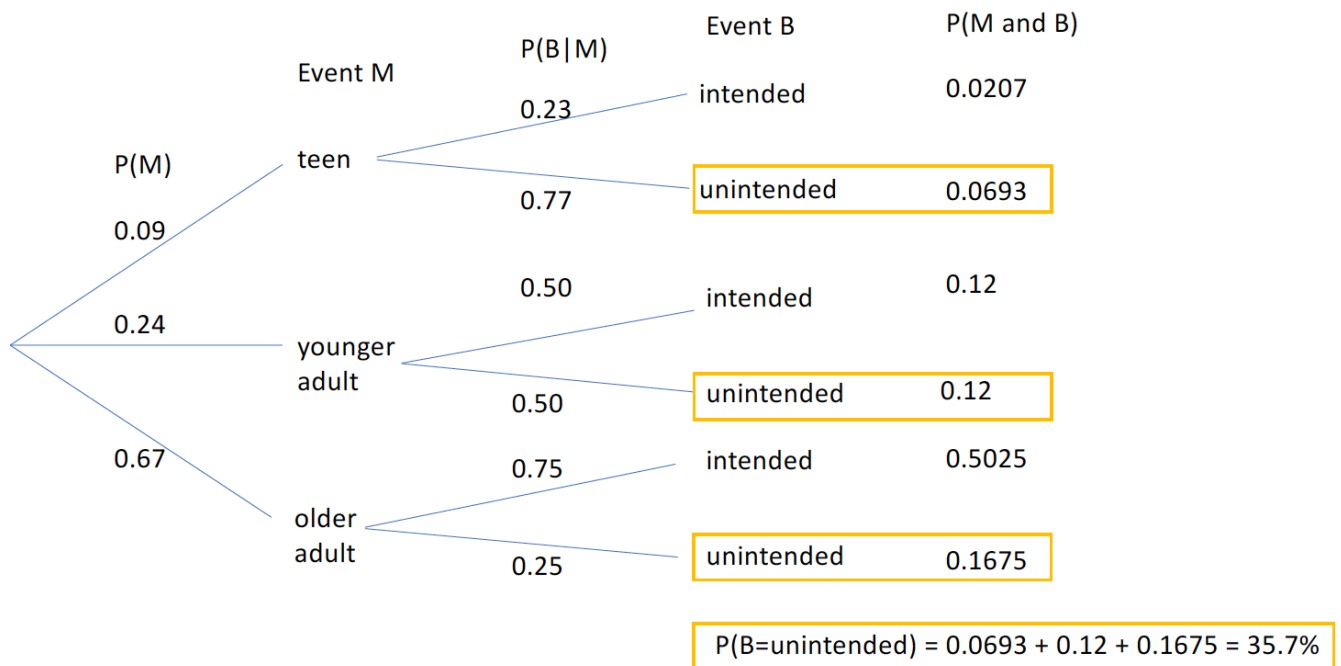 Event B P(M and B)
P(B|M)
Event M
intended 0.0207
0.23
teen
P(M)
unintended 0.0693
0.77
0.09
0.50
intended 0.12
0.24
younger
adult
unintended 0.12
0.50
0.67
0.75
intended 0.5025
older
adult
unintended 0.1675
0.25
P(B=unintended) = 0.0693 + 0.12 + 0.1675 = 35.7%